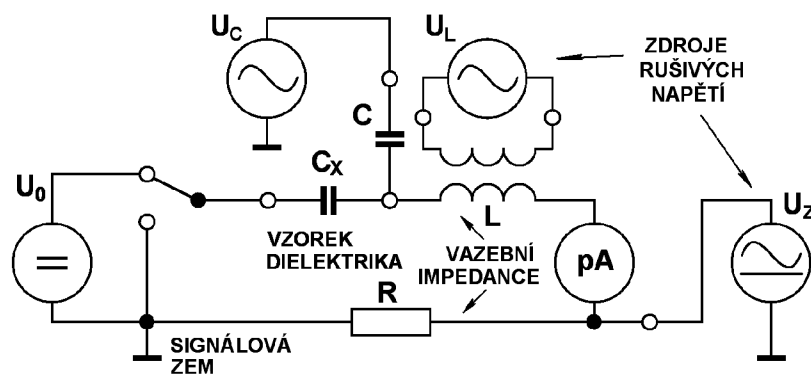 U_C
U_L
ZDROJE
RUŠIVÝCH
NAPĚTÍ
C
C_X
U_0
U_Z
L
VZOREK
DIELEKTRIKA
VAZEBNÍ
IMPEDANCE
pA
R
SIGNÁLOVÁ
ZEM